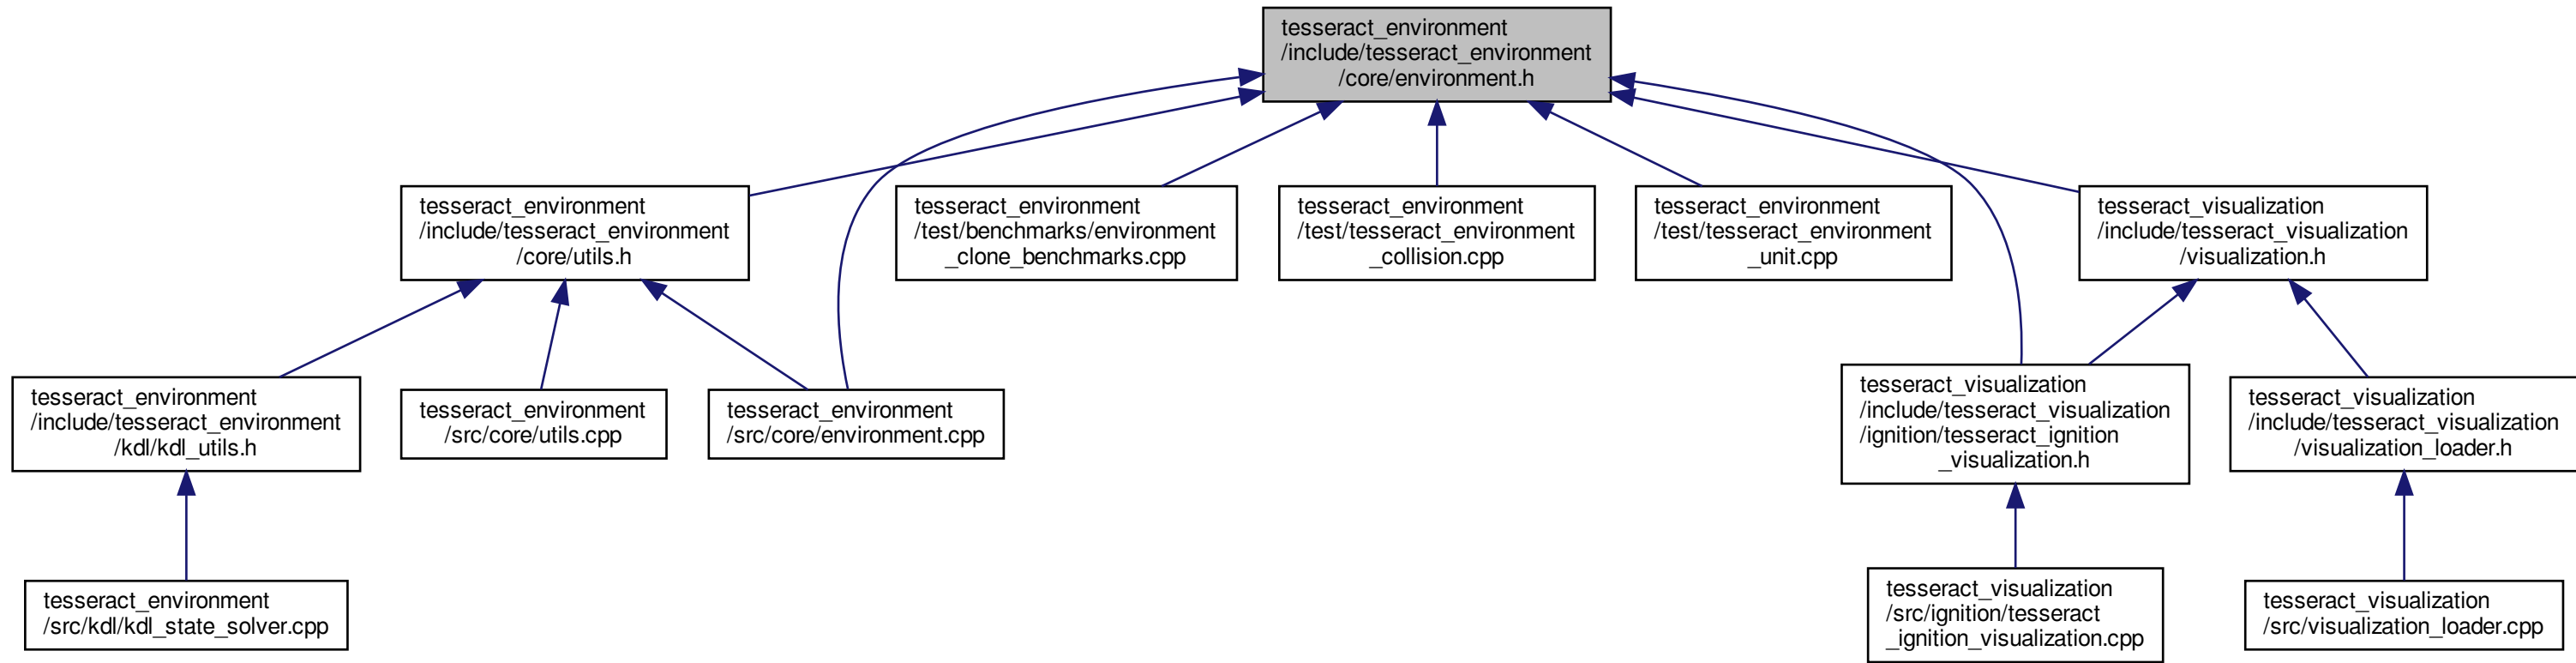 tesseract_environment
/include/tesseract_environment
/core/environment.h
tesseract_environment
/include/tesseract_environment
/core/utils.h
tesseract_environment
/test/benchmarks/environment
_clone_benchmarks.cpp
tesseract_environment
/test/tesseract_environment
_collision.cpp
tesseract_environment
/test/tesseract_environment
_unit.cpp
tesseract_visualization
/include/tesseract_visualization
/visualization.h
tesseract_environment
/include/tesseract_environment
/kdl/kdl_utils.h
tesseract_environment
/src/core/utils.cpp
tesseract_environment
/src/core/environment.cpp
tesseract_visualization
/include/tesseract_visualization
/ignition/tesseract_ignition
_visualization.h
tesseract_visualization
/include/tesseract_visualization
/visualization_loader.h
tesseract_environment
/src/kdl/kdl_state_solver.cpp
tesseract_visualization
/src/ignition/tesseract
_ignition_visualization.cpp
tesseract_visualization
/src/visualization_loader.cpp